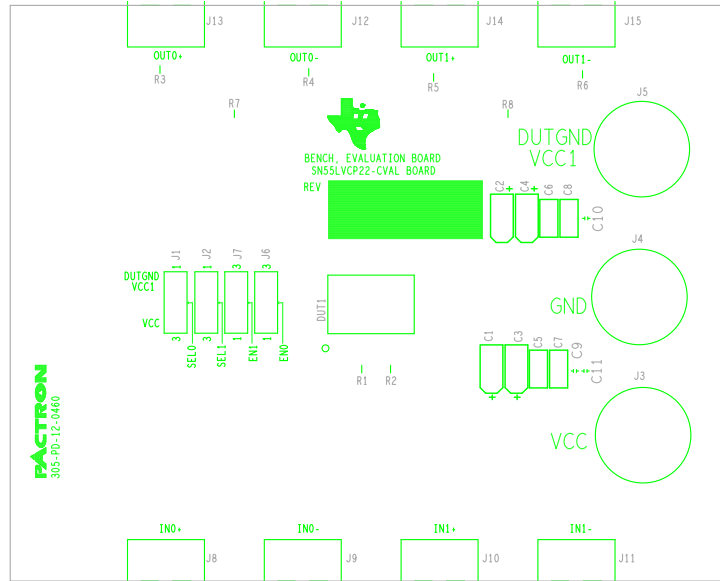 J13
J12
J14
J15
OUT0+
OUT0-
OUT1+
OUT1-
R3
R4
R5
R6
R7
R8
J5
DUTGND
VCC1
BENCH, EVALUATION BOARD
SN55LVCP22-CVAL BOARD
REV
C2
C4
C6
C8
C10
J1
J2
J7
J6
J4
DUTGND
VCC1
1
1
3
3
GND
DUT1
VCC
3
3
1
1
SEL0
SEL1
EN1
EN0
C1
C3
C5
C7
C9
C11
R1
R2
J3
VCC
PACTRON
305-PD-12-0460
IN0+
IN0-
IN1+
IN1-
J8
J9
J10
J11